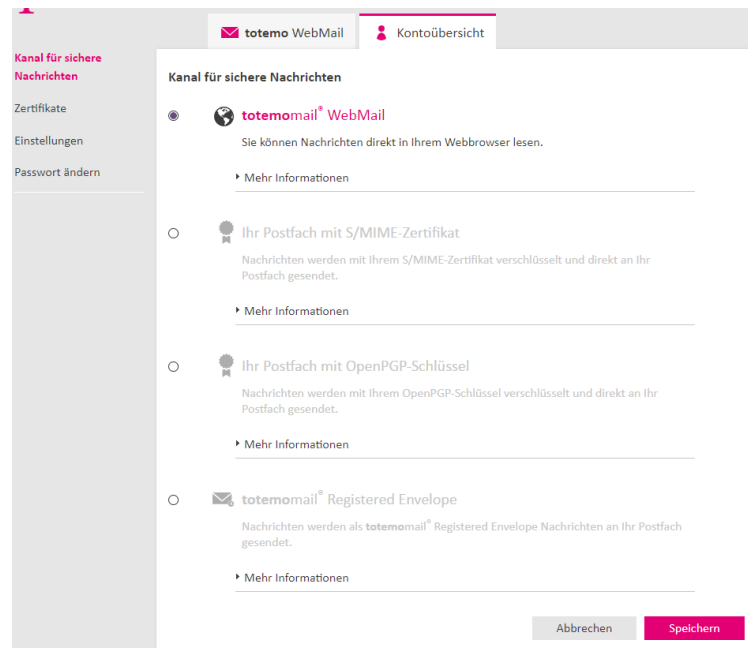 totemo WebMail
Kontoübersicht
Kanal für sichere
Nachrichten
Zertifikate
Einstellungen
Passwort ändern
Kanal für sichere Nachrichten
totemomail® WebMail
Sie können Nachrichten direkt in Ihrem Webbrowser lesen.
Mehr Informationen
Ihr Postfach mit S/MIME-Zertifikat
Nachrichten werden mit Ihrem S/MIME-Zertifikat verschlüsselt und direkt an Ihr
Postfach gesendet.
Mehr Informationen
Ihr Postfach mit OpenPGP-Schlüssel
Nachrichten werden mit Ihrem OpenPGP-Schlüssel verschlüsselt und direkt an Ihr
Postfach gesendet.
Mehr Informationen
totemomail® Registered Envelope
Nachrichten werden als totemomail® Registered Envelope Nachrichten an Ihr Postfach
gesendet.
Mehr Informationen
Abbrechen
Speichern